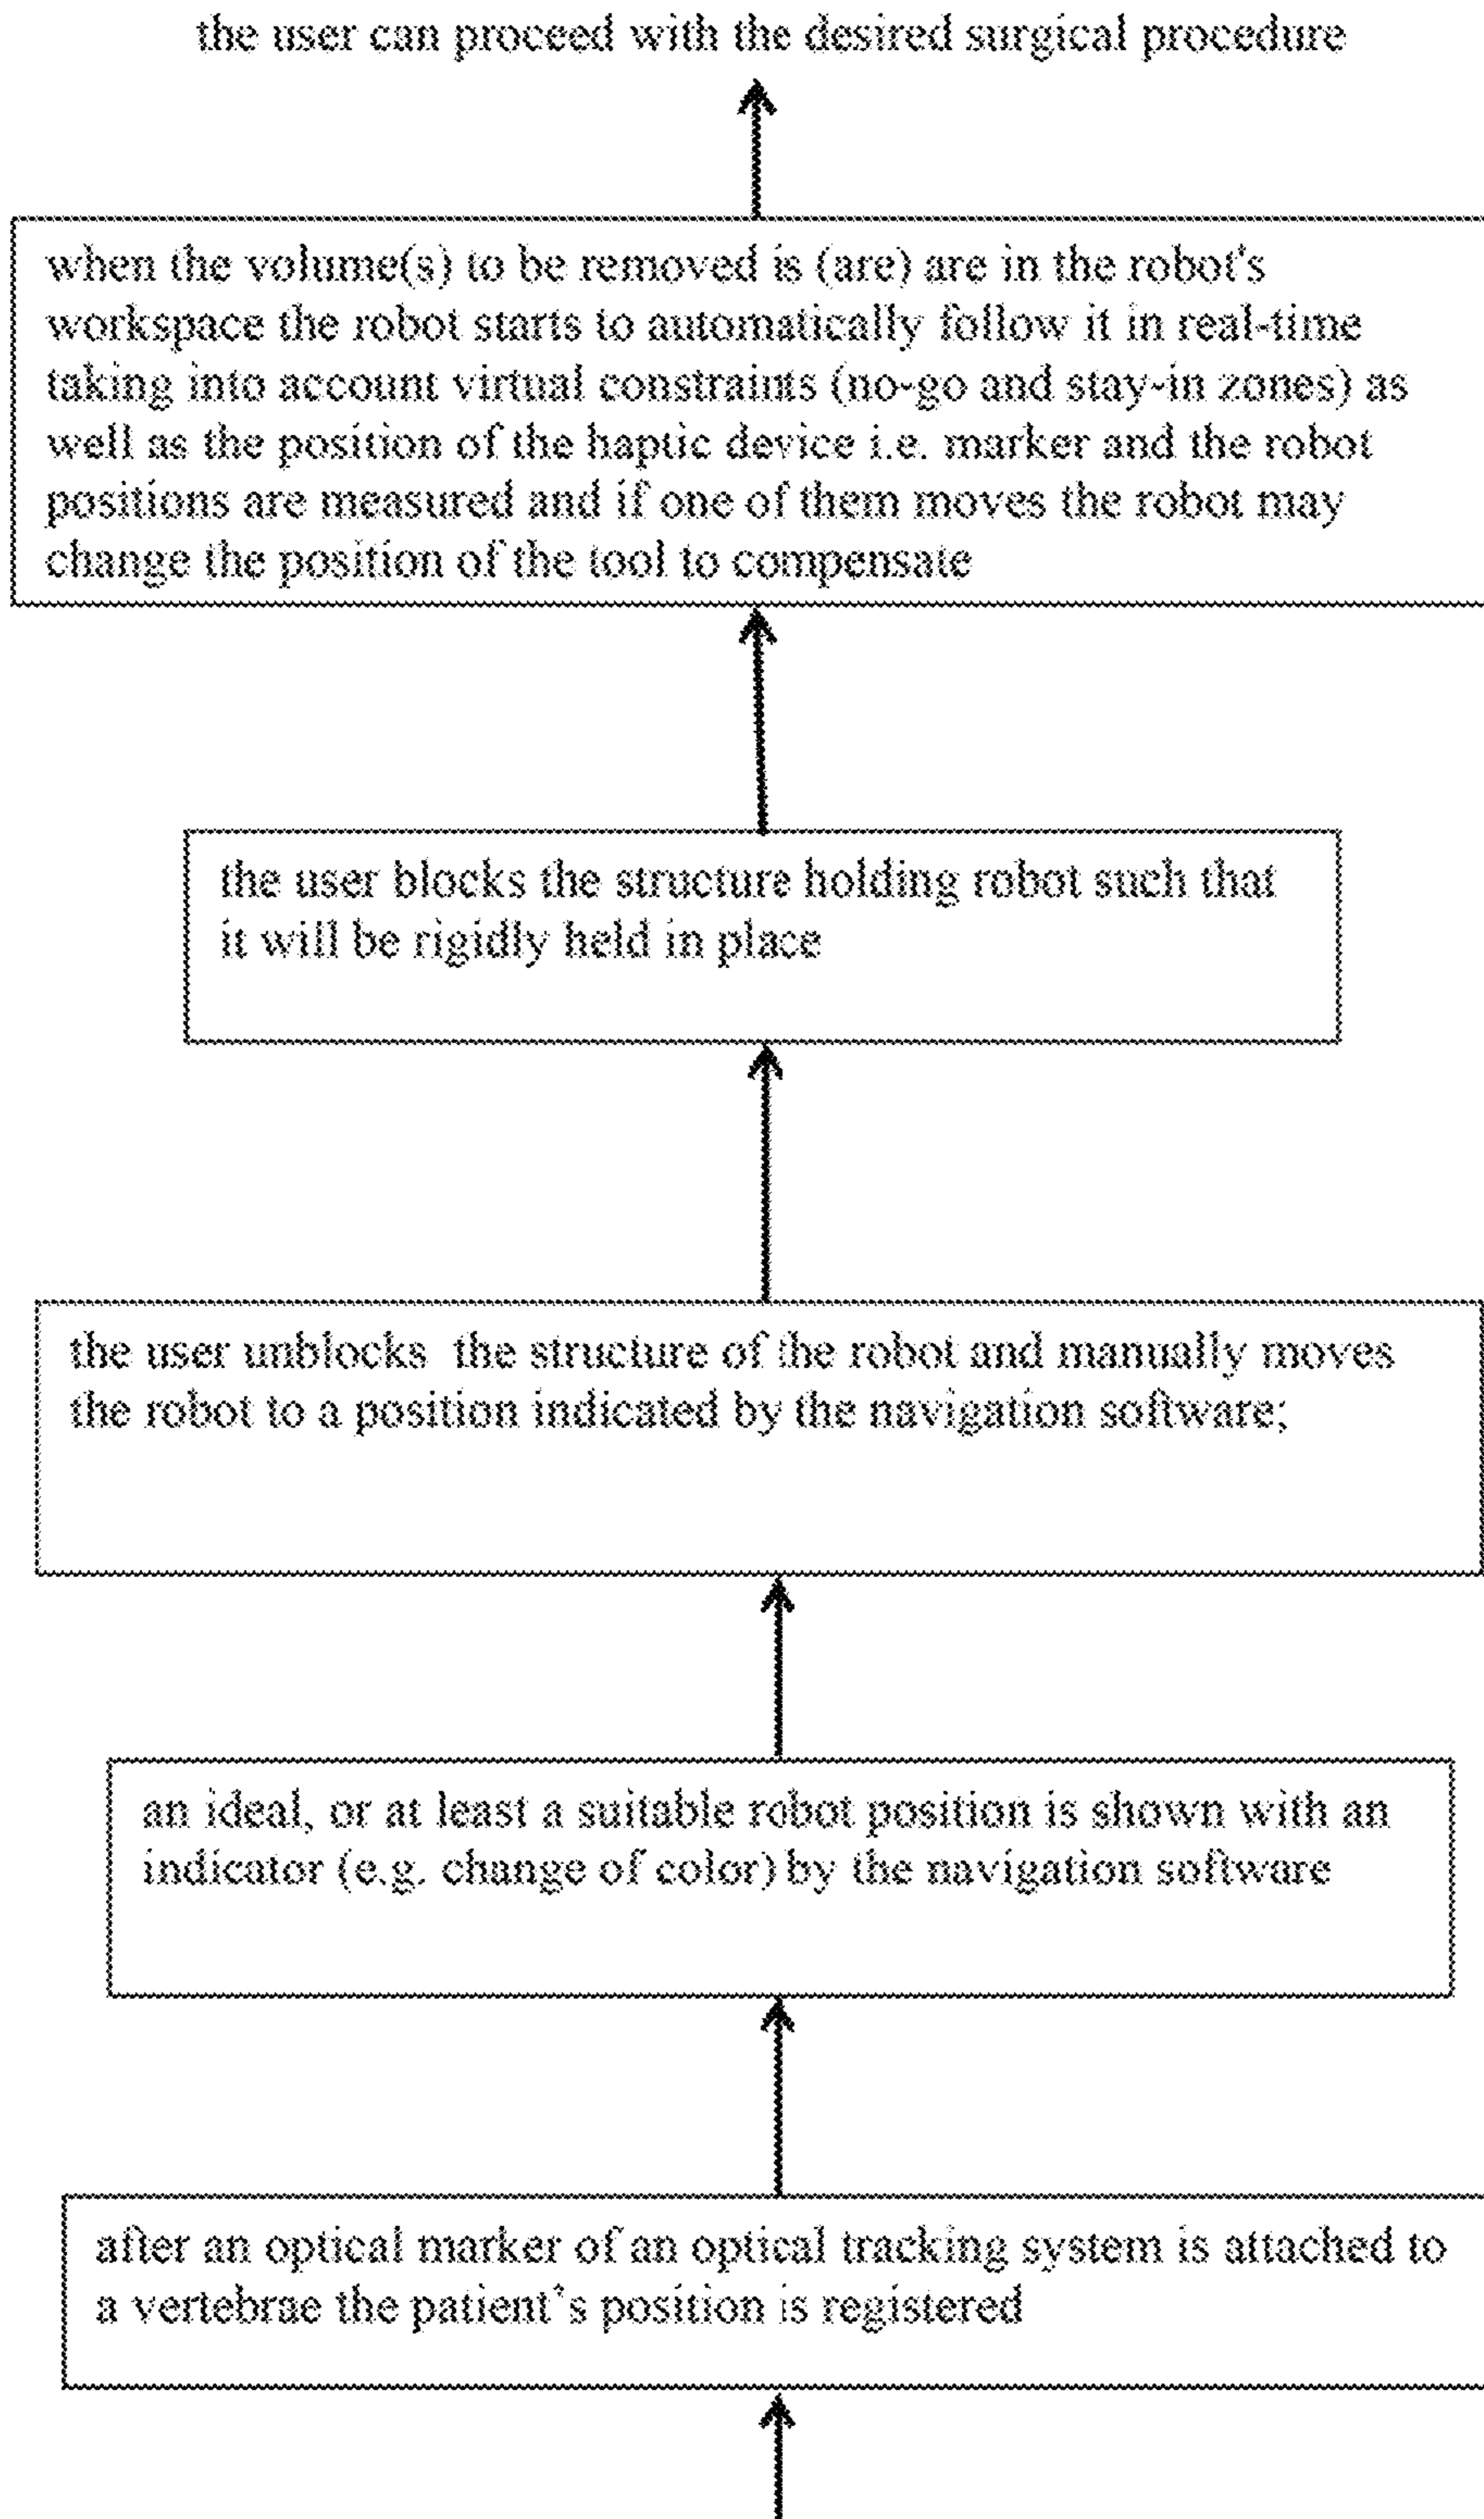 the user can proceed with the desired surgical procedure
when the volume(s) to be removed is (are) are in the robot's
workspace the robot starts to automatically follow it in real-time
taking into account virtual constraints (no-go and stay-in zones) as
well as the position of the haptic device i.e. marker and the robot
positions are measured and if one of them moves the robot may
change the position of the tool to compensate
the user blocks the structure holding robot such that
it will be rigidly held in place
the user unblocks the structure of the robot and manually moves
the robot to a position indicated by the navigation software;
an ideal, or at least a suitable robot position is shown with an
indicator (e.g. change of color) by the navigation software
after an optical marker of an optical tracking system is attached to
a vertebrae the patient's position is registered